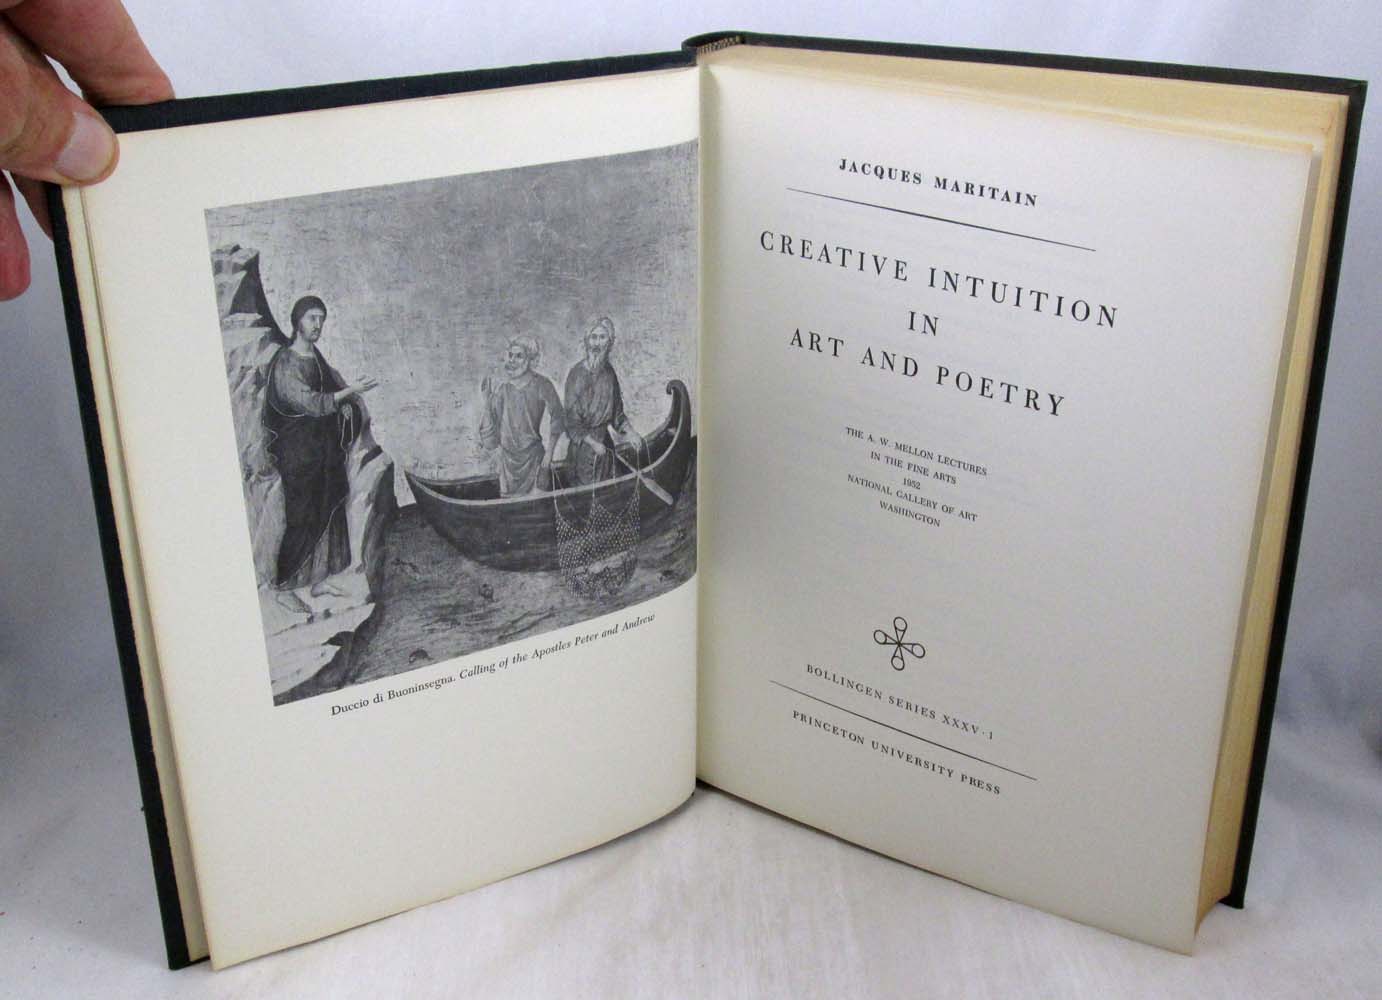 Duccio di Buoninsegna. Calling of the Apostles Peter and Andrew
JACQUES MARITAIN
CREATIVE INTUITION
IN
ART AND POETRY
THE A. W. MELLON LECTURES
IN THE FINE ARTS
1952
NATIONAL GALLERY OF ART
WASHINGTON
BOLLINGEN SERIES XXXV · 1
PRINCETON UNIVERSITY PRESS